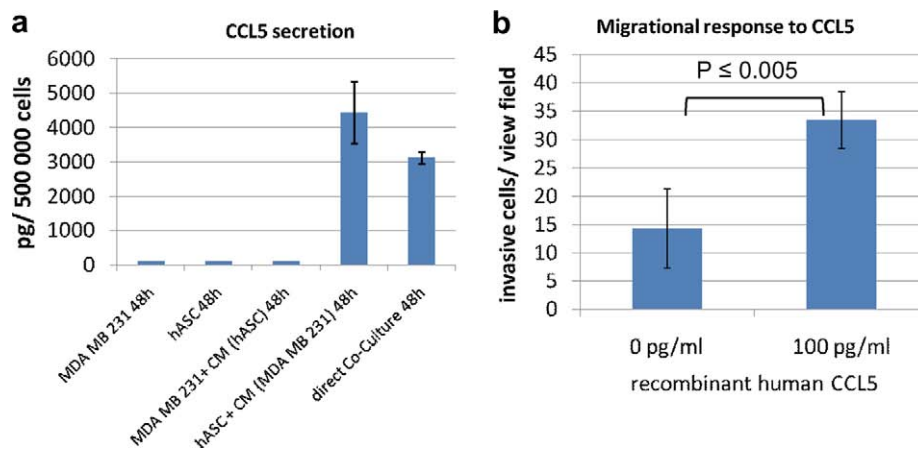 a
CCL5 secretion
pg/ 500 000 cells
6000
5000
4000
3000
2000
1000
0
MDA MB 231 48h
hASC 48h
MDA MB 231+ CM (hASC) 48h
hASC+ CM (MDA MB 231) 48h
direct Co-Culture 48h
b
Migrational response to CCL5
invasive cells/ view field
45
40
35
30
25
20
15
10
5
0
P ≤ 0.005
0 pg/ml
100 pg/ml
recombinant human CCL5